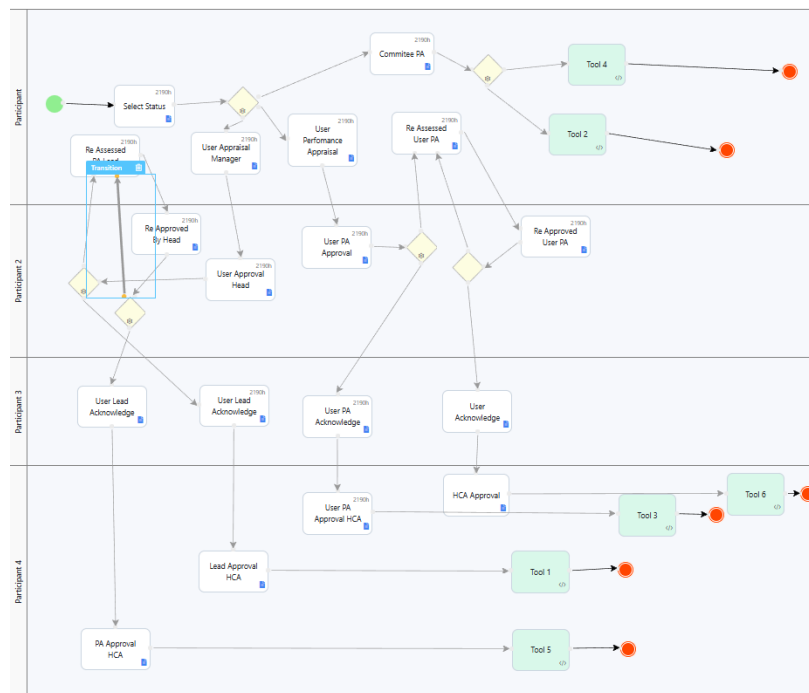 Participant
2190h
Select Status
2190h
Commitee PA
Tool 4
Tool 2
2190h
Re Assessed
PA Lead
2190h
User Appraisal
Manager
2190h
User
Perfomance
Appraisal
2190h
Re Assessed
User PA
Transition
Participant 2
2190h
Re Approved
By Head
2190h
User Approval
Head
2190h
User PA
Approval
2190h
Re Approved
User PA
Participant 3
User Lead
Acknowledge
2190h
User Lead
Acknowledge
2190h
User PA
Acknowledge
User
Acknowledge
Participant 4
HCA Approval
2190h
User PA
Approval HCA
Tool 3
Tool 6
Lead Approval
HCA
Tool 1
PA Approval
HCA
Tool 5